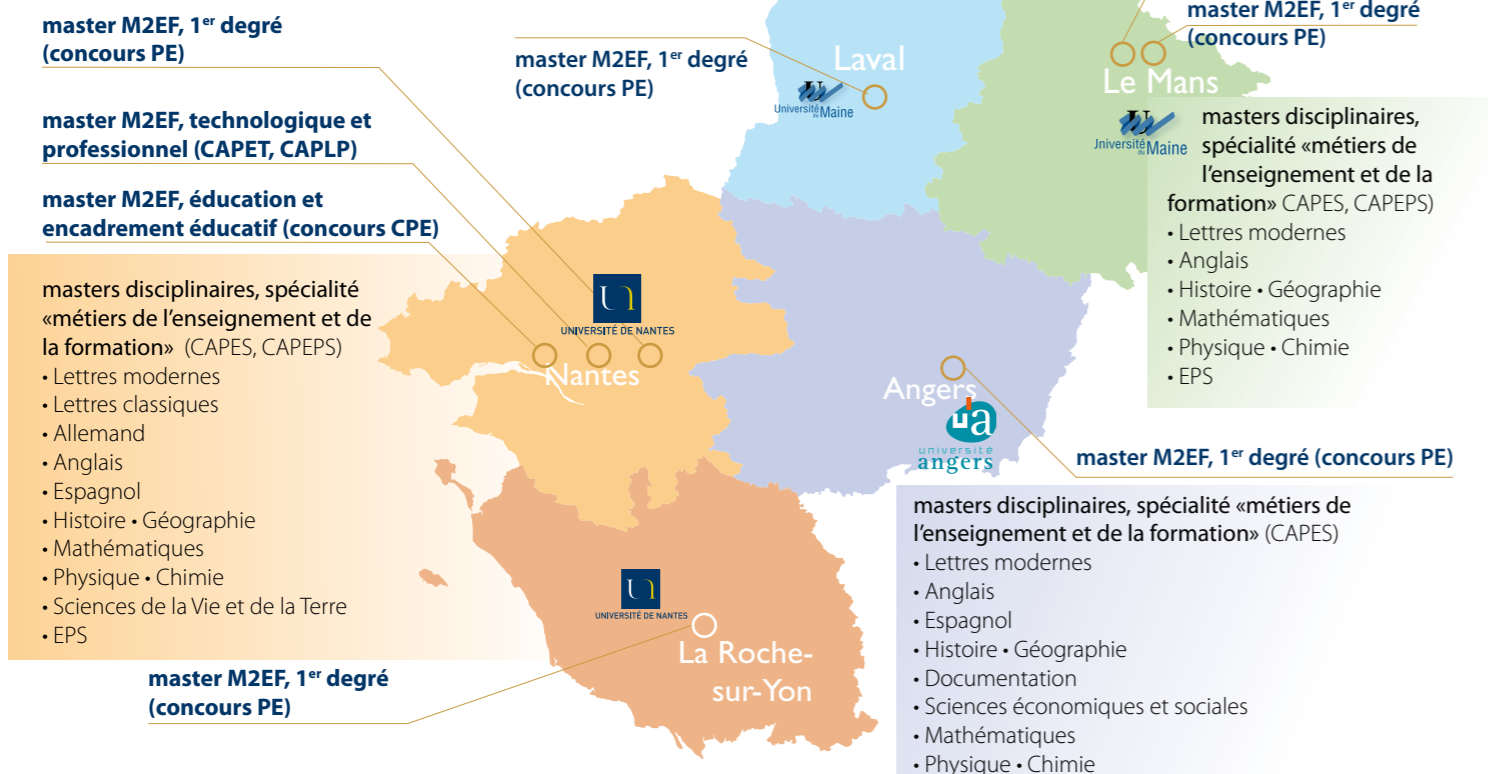 master M2EF, 1er degré
(concours PE)
master M2EF, technologique et
professionnel (CAPET, CAPLP)
master M2EF, éducation et
encadrement éducatif (concours CPE)
masters disciplinaires, spécialité
«métiers de l’enseignement et de
la formation» (CAPES, CAPEPS)
• Lettres modernes
• Lettres classiques
• Allemand
• Anglais
• Espagnol
• Histoire • Géographie
• Mathématiques
• Physique • Chimie
• Sciences de la Vie et de la Terre
• EPS
master M2EF, 1er degré
(concours PE)
master M2EF, 1er degré
(concours PE)
Laval
Université du Maine
UNIVERSITÉ DE NANTES
Nantes
UNIVERSITÉ DE NANTES
La Roche-
sur-Yon
Angers
ua
université
angers
master M2EF, 1er degré
(concours PE)
Le Mans
Université du Maine
masters disciplinaires,
spécialité «métiers de
l’enseignement et de la
formation» CAPES, CAPEPS)
• Lettres modernes
• Anglais
• Histoire • Géographie
• Mathématiques
• Physique • Chimie
• EPS
master M2EF, 1er degré (concours PE)
masters disciplinaires, spécialité «métiers de
l’enseignement et de la formation» (CAPES)
• Lettres modernes
• Anglais
• Espagnol
• Histoire • Géographie
• Documentation
• Sciences économiques et sociales
• Mathématiques
• Physique • Chimie